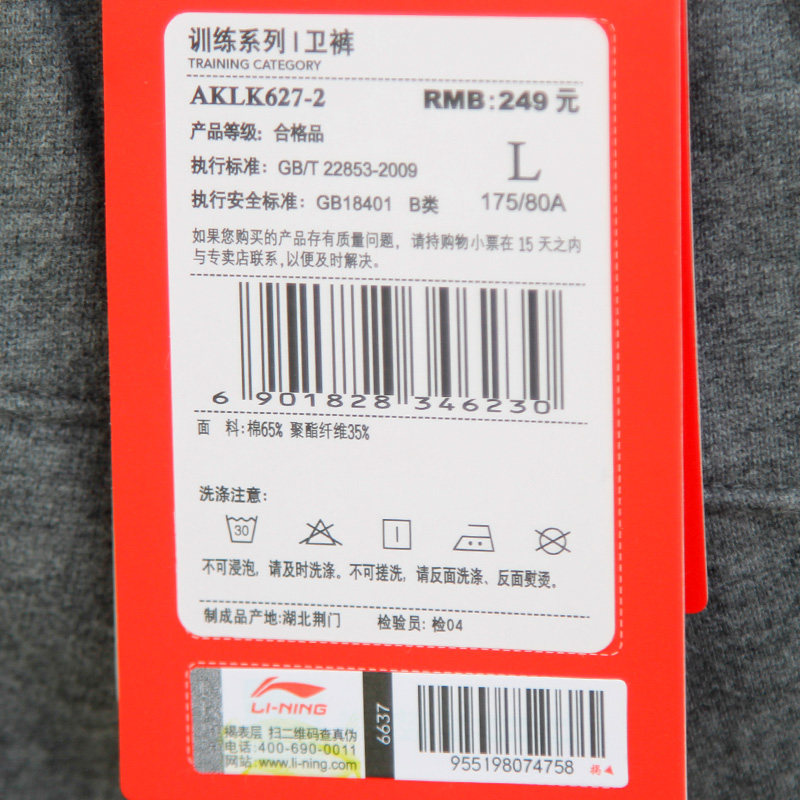 训练系列 | 卫裤
TRAINING CATEGORY
AKLK627-2 RMB:249 元
产品等级: 合格品
执行标准: GB/T 22853-2009 L
执行安全标准: GB18401 B类 175/80A
如果您购买的产品存有质量问题, 请持购物小票在 15 天之内
与专卖店联系,以便及时解决。
6 901828 346230
面 料:棉65% 聚酯纤维35%
洗涤注意:
30
不可浸泡, 请及时洗涤。不可搓洗, 请反面洗涤、反面熨烫。
制成品产地:湖北荆门 检验员: 检04
LI-NING
揭表层 扫二维码查真伪
电话:400-690-0011
网站:www.li-ning.com
6637
955198074758 揭